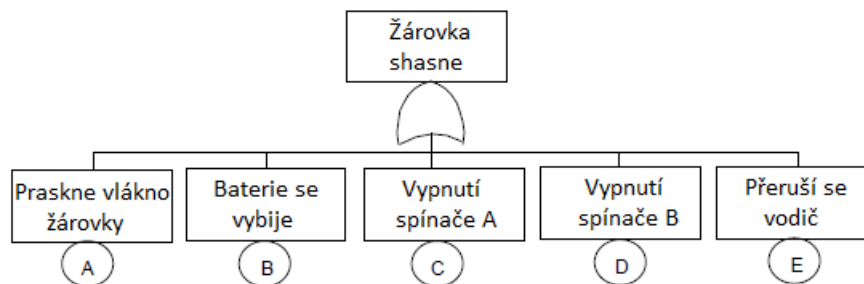 Žárovka
shasne
Praskne vlákno
žárovky
Baterie se
vybije
Vypnutí
spínače A
Vypnutí
spínače B
Přeruší se
vodič
A
B
C
D
E